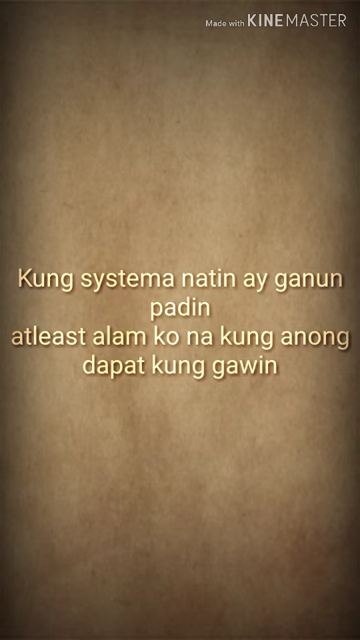 Made with KINEMASTER
Kung systema natin ay ganun
padin
atleast alam ko na kung anong
dapat kung gawin